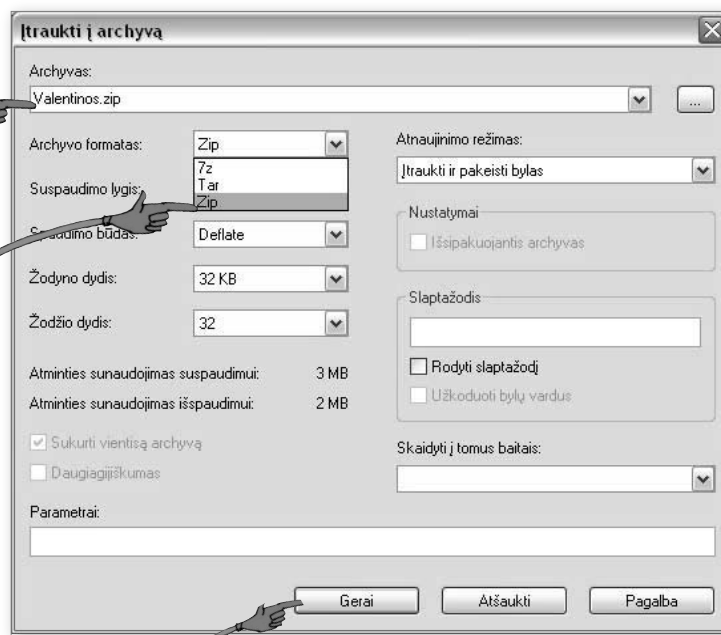 Įtraukti į archyvą
Archyvas:
Valentinos.zip
...
Archyvo formatas:
Zip
7z
Tar
Zip
Suspaudimo lygis:
būdas:
Deflate
Žodyno dydis:
32 KB
Žodžio dydis:
32
Atminties sunaudojimas suspaudimui: 3 MB
Atminties sunaudojimas išspaudimui: 2 MB
Sukurti vientisą archyvą
Daugiagijiškumas
Atnaujinimo režimas:
Įtraukti ir pakeisti bylas
Nustatymai
Išsipakuojantis archyvas
Slaptažodis
Rodyti slaptažodį
Užkoduoti bylų vardus
Skaidyti į tomus baitais:
Parametrai:
Gerai Atšaukti Pagalba